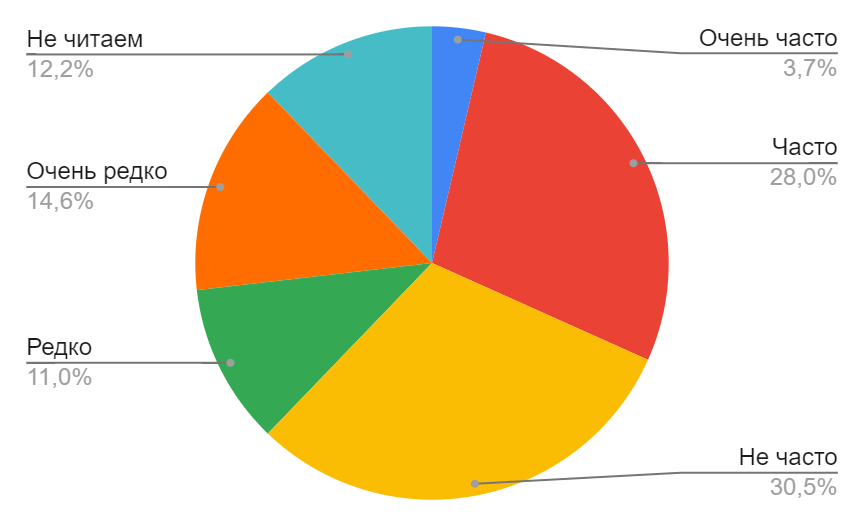 Не читаем
12,2%
Очень часто
3,7%
Часто
28,0%
Очень редко
14,6%
Редко
11,0%
Не часто
30,5%